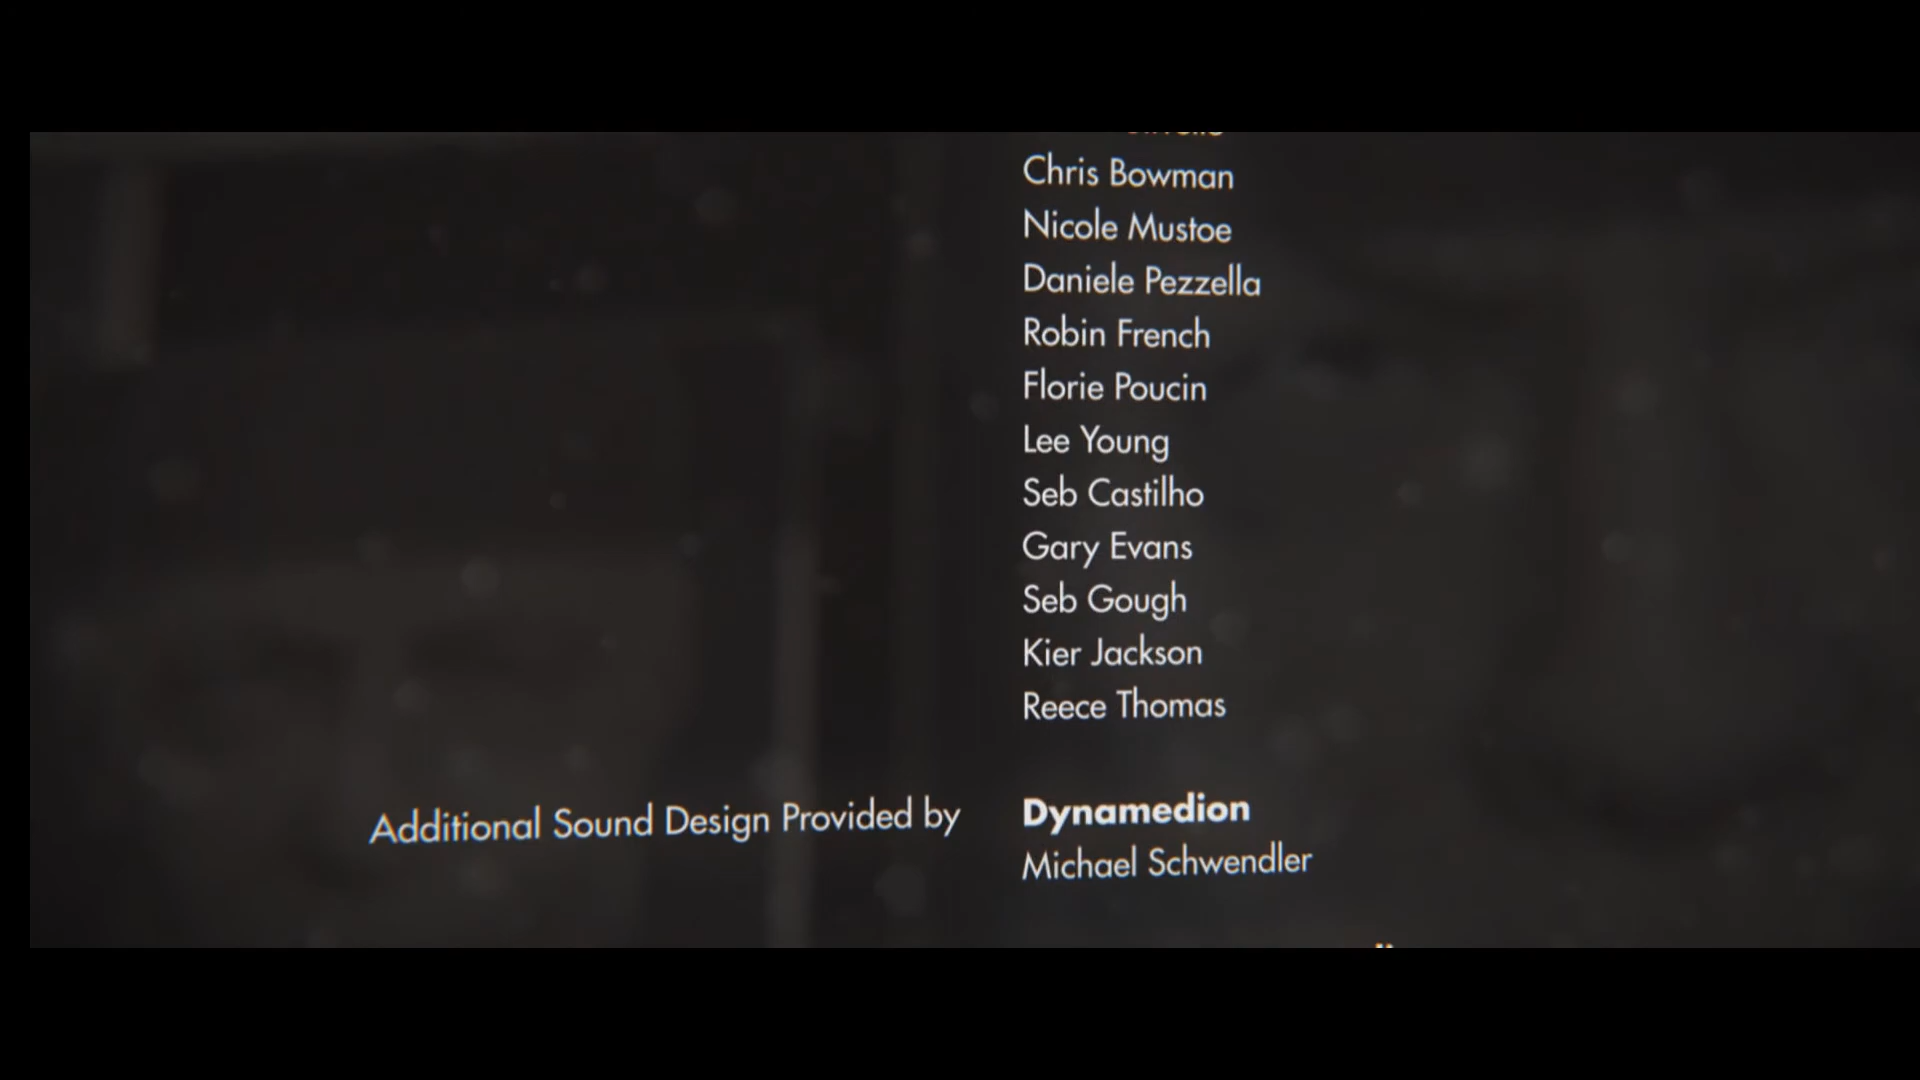 Chris Bowman
Nicole Mustoe
Daniele Pezzella
Robin French
Florie Poucin
Lee Young
Seb Castilho
Gary Evans
Seb Gough
Kier Jackson
Reece Thomas
Additional Sound Design Provided by Dynamedion
Michael Schwendler